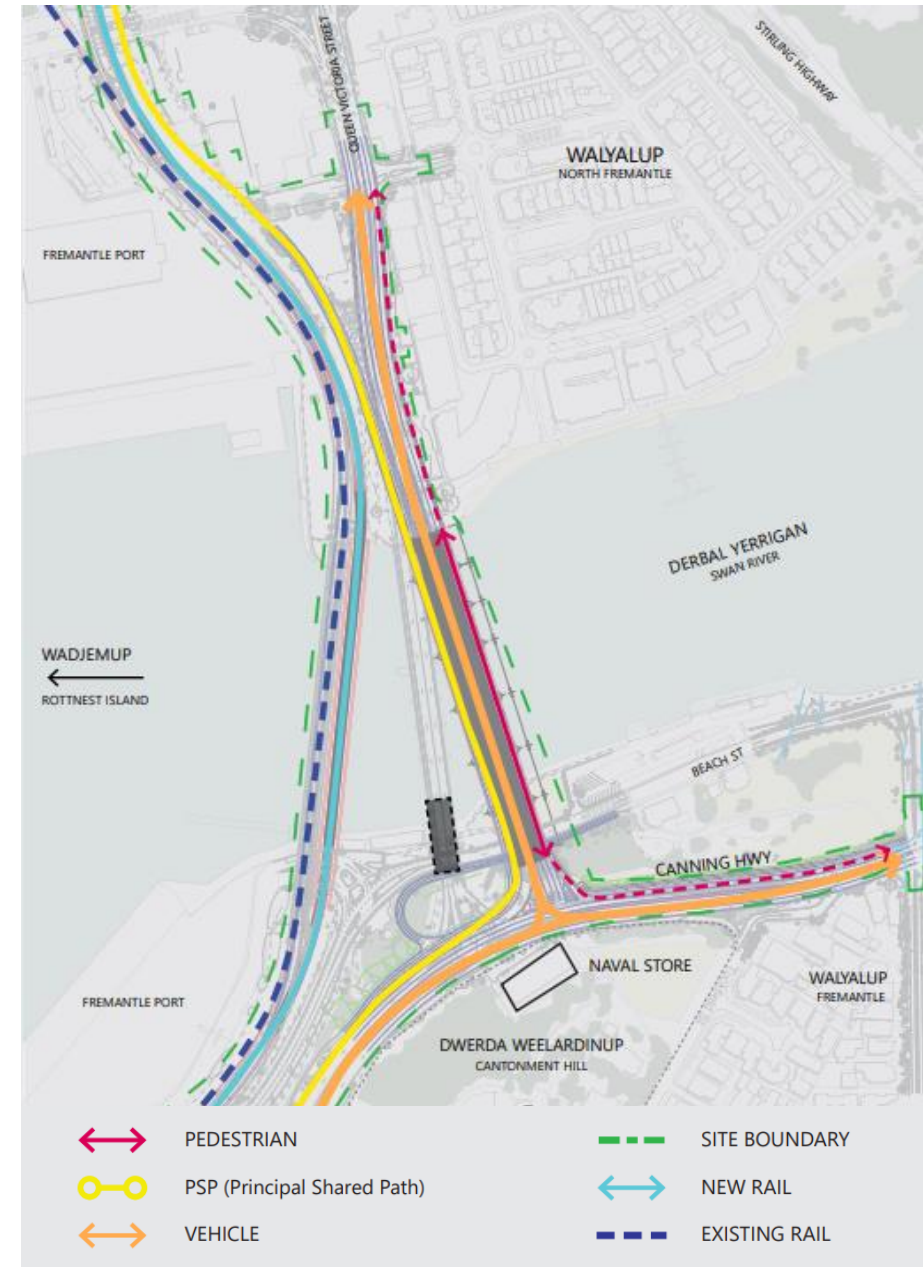 QUEEN VICTORIA STREET
STIRLING HIGHWAY
WALYALUP
NORTH FREMANTLE
FREMANTLE PORT
DERBAL YERRIGAN
SWAN RIVER
WADJEMUP
ROTTNEST ISLAND
BEACH ST
CANNING HWY
NAVAL STORE
WALYALUP
FREMANTLE
FREMANTLE PORT
DWERDA WEELARDINUP
CANTONMENT HILL
PEDESTRIAN
SITE BOUNDARY
PSP (Principal Shared Path)
NEW RAIL
VEHICLE
EXISTING RAIL